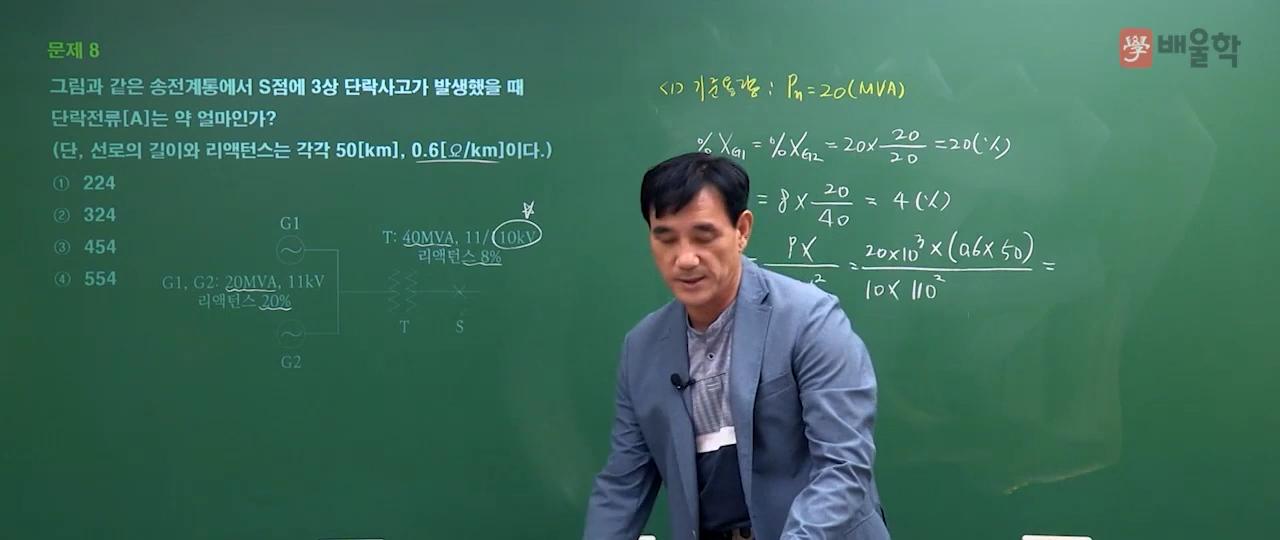 學 배울학
문제 8
그림과 같은 송전계통에서 S점에 3상 단락사고가 발생했을 때
단락전류[A]는 약 얼마인가?
(단, 선로의 길이와 리액턴스는 각각 50[km], 0.6[Ω/km]이다.)
① 224
② 324
③ 454
④ 554
G1
G1, G2: 20MVA, 11kV
리액턴스 20%
G2
T: 40MVA, 11/110kV
리액턴스 8%
T
S
<1> 기준용량 : Pn = 20(MVA)
%XG1 = %XG2 = 20 × 20/20 = 20(%)
= 8 × 20/40 = 4(%)
= PX = 20×10³ × (0.6 × 50) / 10 × 110² =
배울학